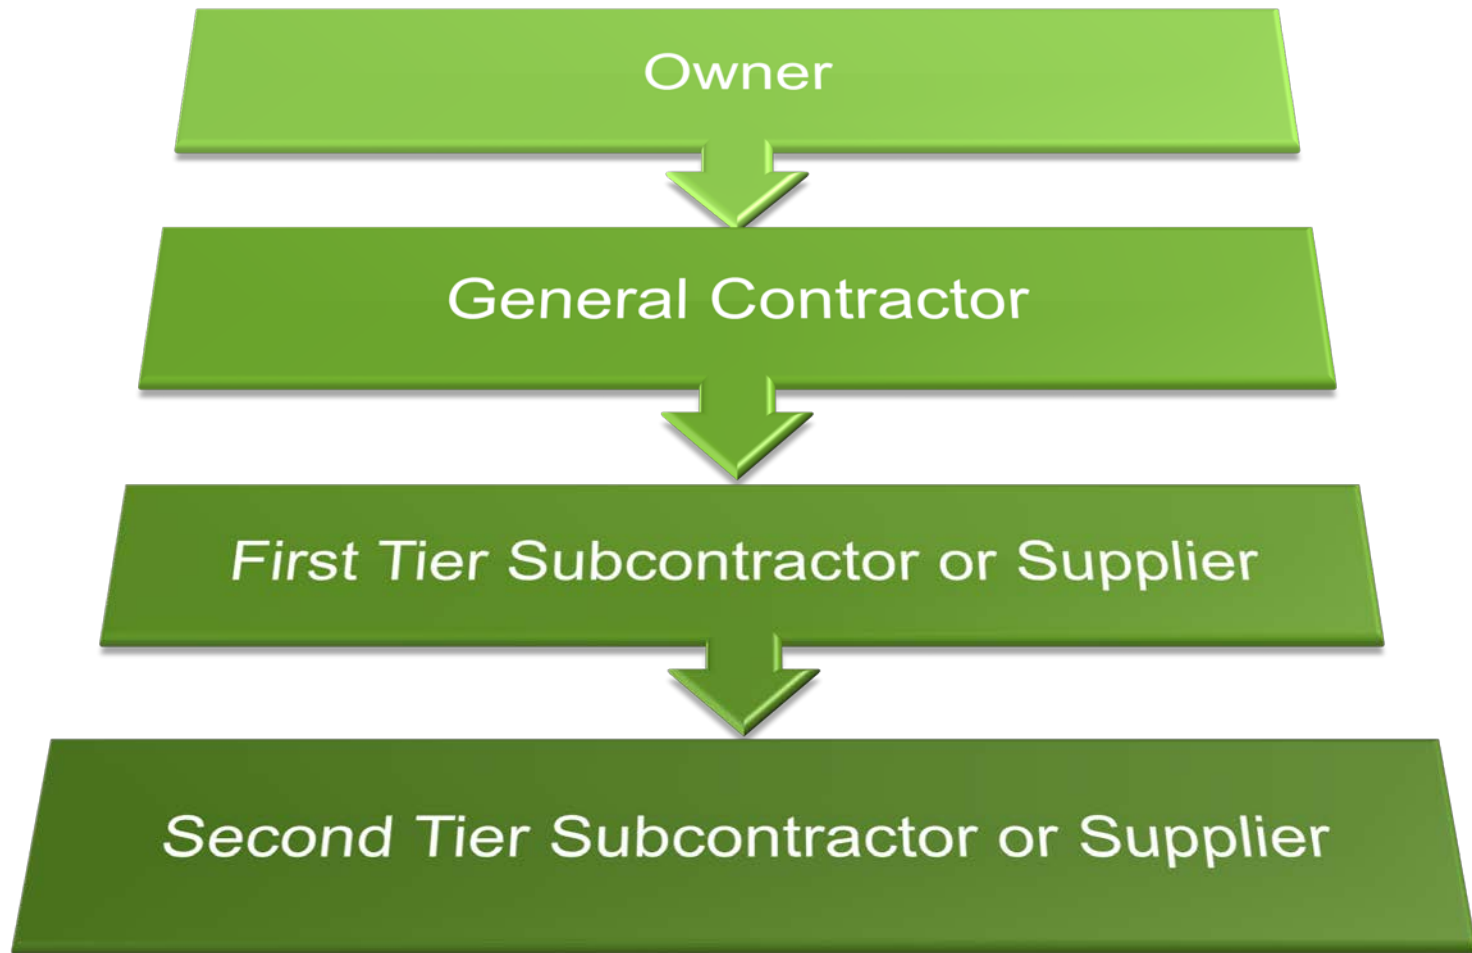 Owner
General Contractor
First Tier Subcontractor or Supplier
Second Tier Subcontractor or Supplier